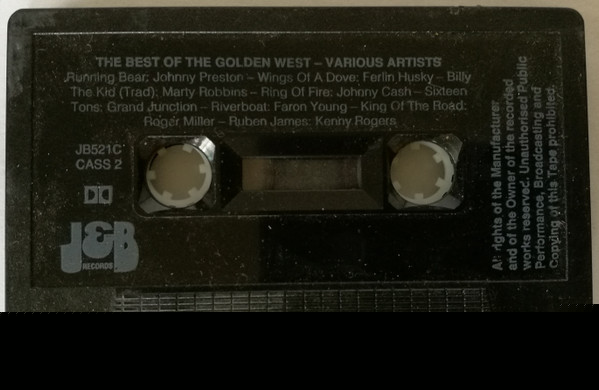 THE BEST OF THE GOLDEN WEST – VARIOUS ARTISTS
Running Bear: Johnny Preston – Wings Of A Dove: Ferlin Husky – Billy
The Kid (Trad): Marty Robbins – Ring Of Fire: Johnny Cash – Sixteen
Tons: Grand Junction – Riverboat: Faron Young – King Of The Road:
Roger Miller – Ruben James: Kenny Rogers
JB521C
CASS 2
J&B
RECORDS
All rights of the Manufacturer
and of the Owner of the recorded
works reserved. Unauthorised Public
Performance, Broadcasting and
Copying of this Tape prohibited.